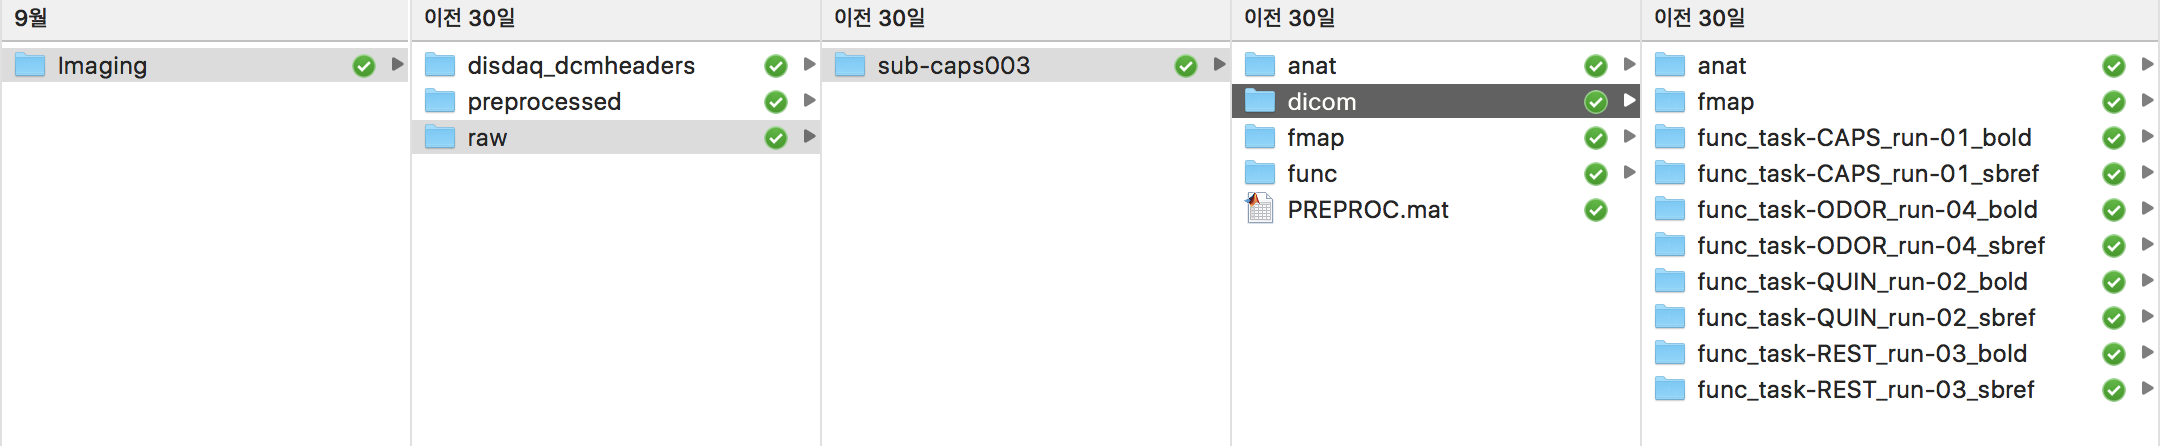 9월
Imaging
이전 30일
disdaq_dcmheaders
preprocessed
raw
이전 30일
sub-caps003
이전 30일
anat
dicom
fmap
func
PREPROC.mat
이전 30일
anat
fmap
func_task-CAPS_run-01_bold
func_task-CAPS_run-01_sbref
func_task-ODOR_run-04_bold
func_task-ODOR_run-04_sbref
func_task-QUIN_run-02_bold
func_task-QUIN_run-02_sbref
func_task-REST_run-03_bold
func_task-REST_run-03_sbref